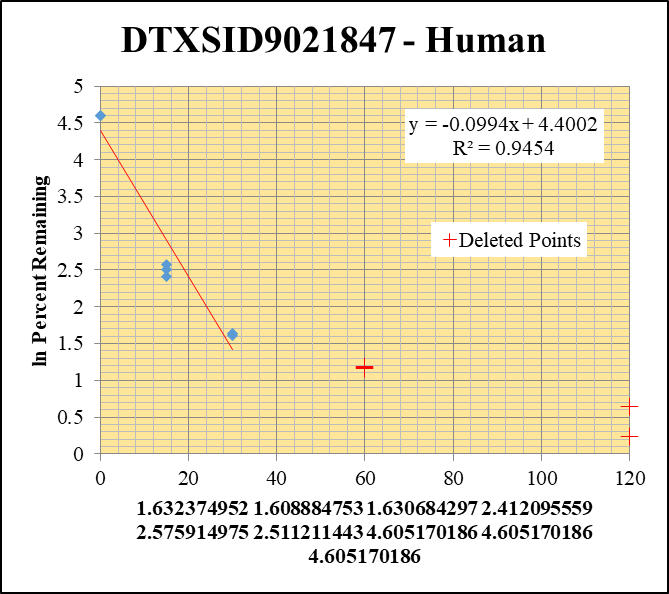 DTXSID9021847 - Human
5
4.5
4
3.5
3
2.5
2
1.5
1
0.5
0
ln Percent Remaining
y = -0.0994x + 4.4002
R² = 0.9454
+Deleted Points
0 20 40 60 80 100 120
1.632374952 1.608884753 1.630684297 2.412095559
2.575914975 2.511211443 4.605170186 4.605170186
4.605170186